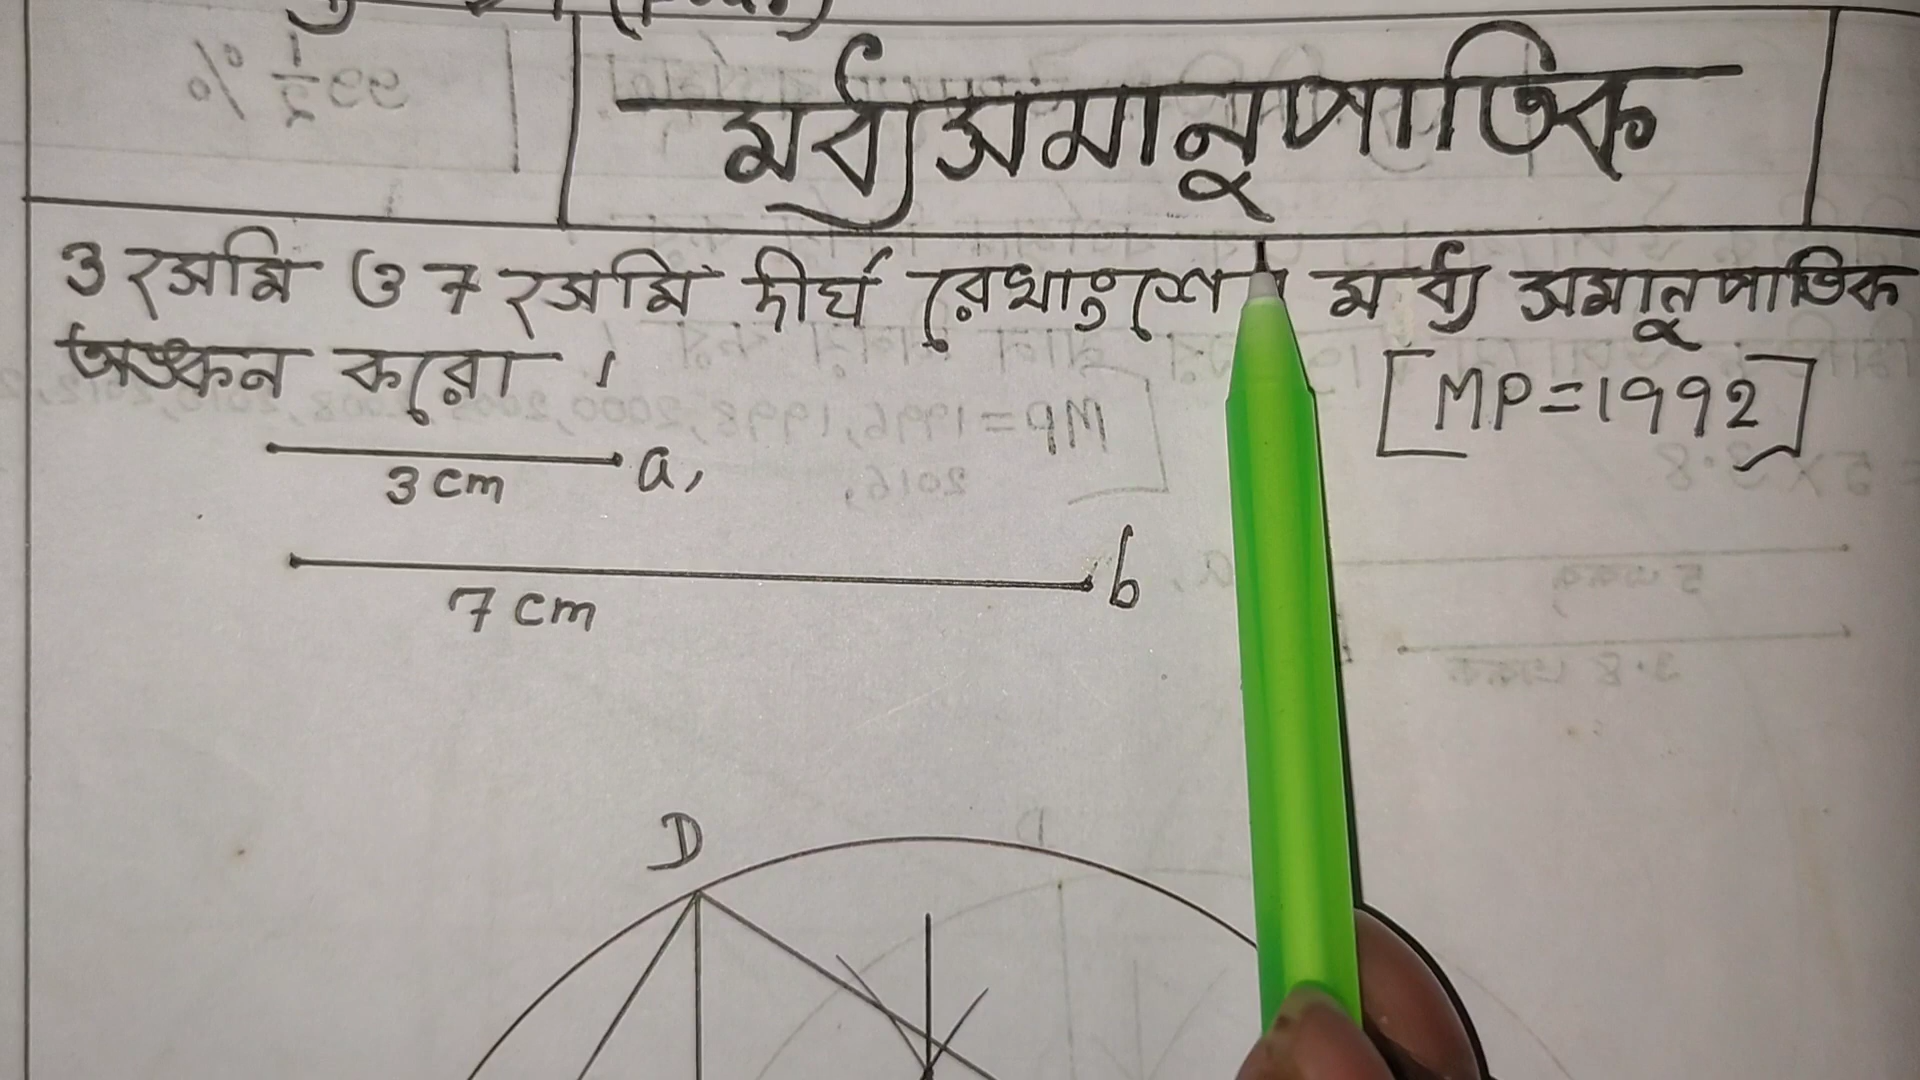 মধ্যসমানুপাতিক
3 সেমি ও 7 সেমি দীর্ঘ রেখাংশের মধ্য সমানুপাতিক
অঙ্কন করো ।
[MP=1992]
3 cm a,
7 cm b
D